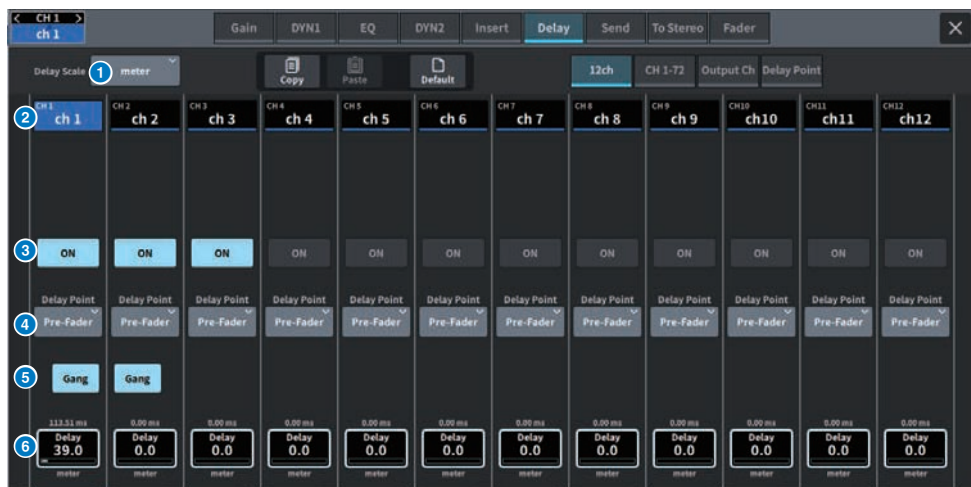 < CH 1 >
ch 1
Gain DYN1 EQ DYN2 Insert Delay Send To Stereo Fader
Delay Scale 1 meter Copy Paste Default 12ch CH 1-72 Output Ch Delay Point
2 CH 1 CH 2 CH 3 CH 4 CH 5 CH 6 CH 7 CH 8 CH 9 CH10 CH11 CH12
ch 1 ch 2 ch 3 ch 4 ch 5 ch 6 ch 7 ch 8 ch 9 ch10 ch11 ch12
3 ON ON ON ON ON ON ON ON ON ON ON ON
Delay Point Delay Point Delay Point Delay Point Delay Point Delay Point Delay Point Delay Point Delay Point Delay Point Delay Point Delay Point
4 Pre-Fader Pre-Fader Pre-Fader Pre-Fader Pre-Fader Pre-Fader Pre-Fader Pre-Fader Pre-Fader Pre-Fader Pre-Fader Pre-Fader
5 Gang Gang
113.51 ms 0.00 ms 0.00 ms 0.00 ms 0.00 ms 0.00 ms 0.00 ms 0.00 ms 0.00 ms 0.00 ms 0.00 ms 0.00 ms
6 Delay Delay Delay Delay Delay Delay Delay Delay Delay Delay Delay Delay
39.0 0.0 0.0 0.0 0.0 0.0 0.0 0.0 0.0 0.0 0.0 0.0
meter meter meter meter meter meter meter meter meter meter meter meter